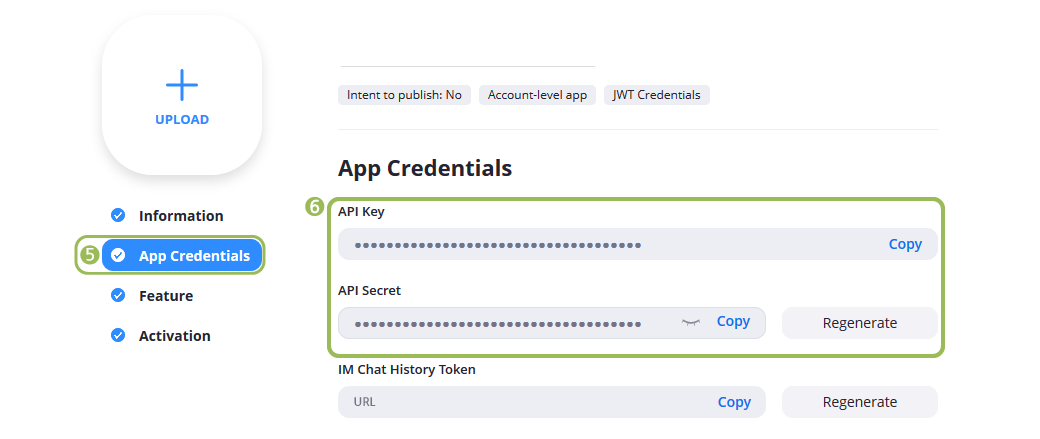 UPLOAD
Intent to publish: No Account-level app JWT Credentials
App Credentials
Information
5 App Credentials
Feature
Activation
6 API Key
•••••••••••••••••••••••••••••••••••• Copy
API Secret
•••••••••••••••••••••••••••••••••••• Copy Regenerate
IM Chat History Token
URL Copy Regenerate